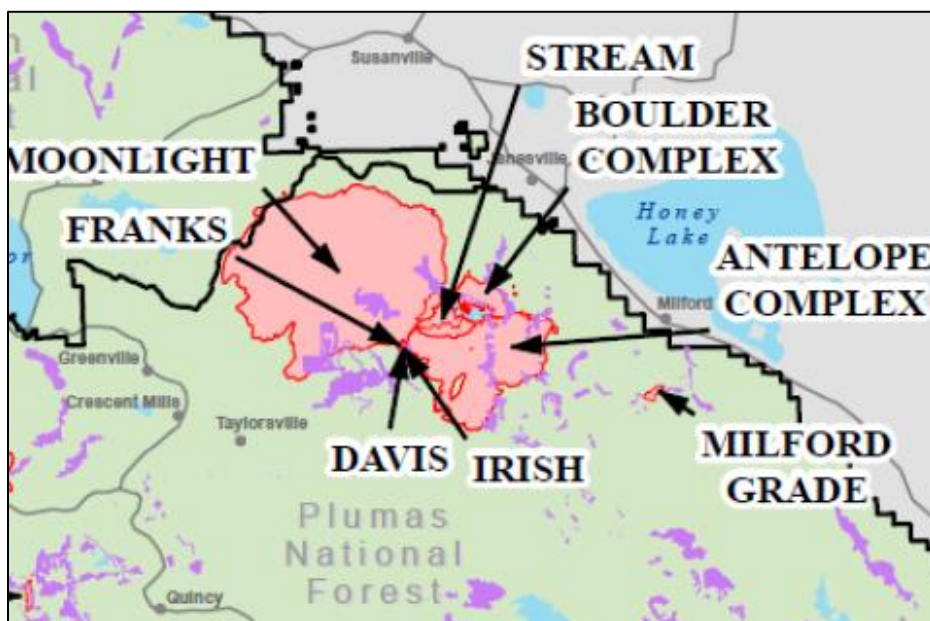 Susanville
STREAM
BOULDER
COMPLEX
MOONLIGHT
Janesville
FRANKS
Honey
Lake
ANTELOPE
COMPLEX
Milford
Greenville
Crescent Mills
Taylorsville
DAVIS
IRISH
MILFORD
GRADE
Plumas
National
Forest
Quincy